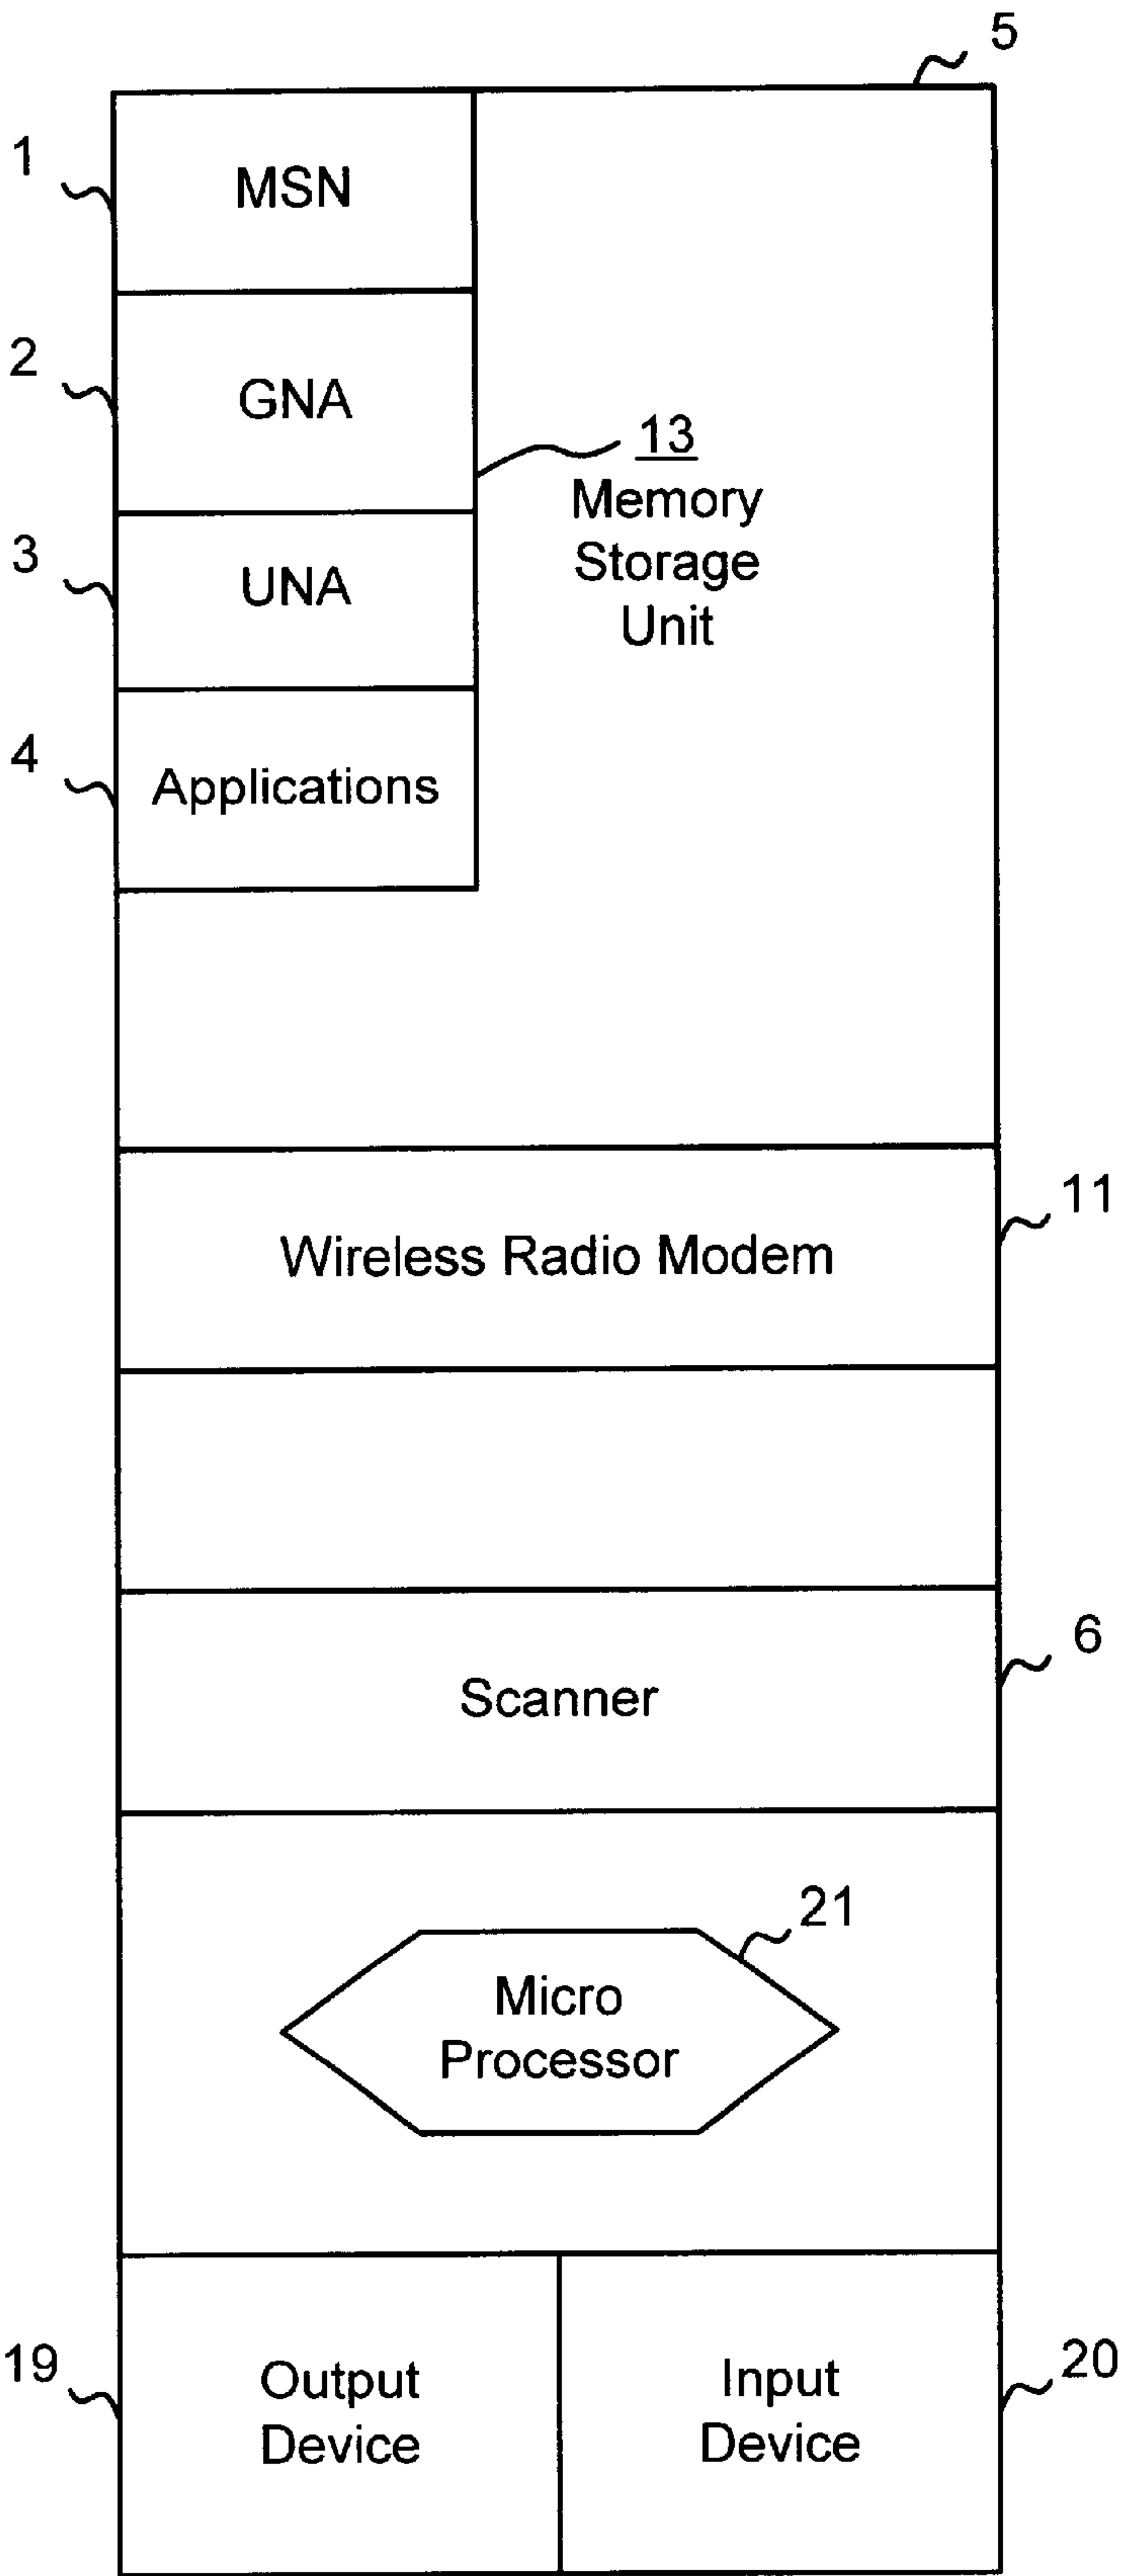 5
1
MSN
2
GNA
13
Memory
Storage
Unit
3
UNA
4
Applications
11
Wireless Radio Modem
6
Scanner
21
Micro
Processor
19
Output
Device
Input
Device
20